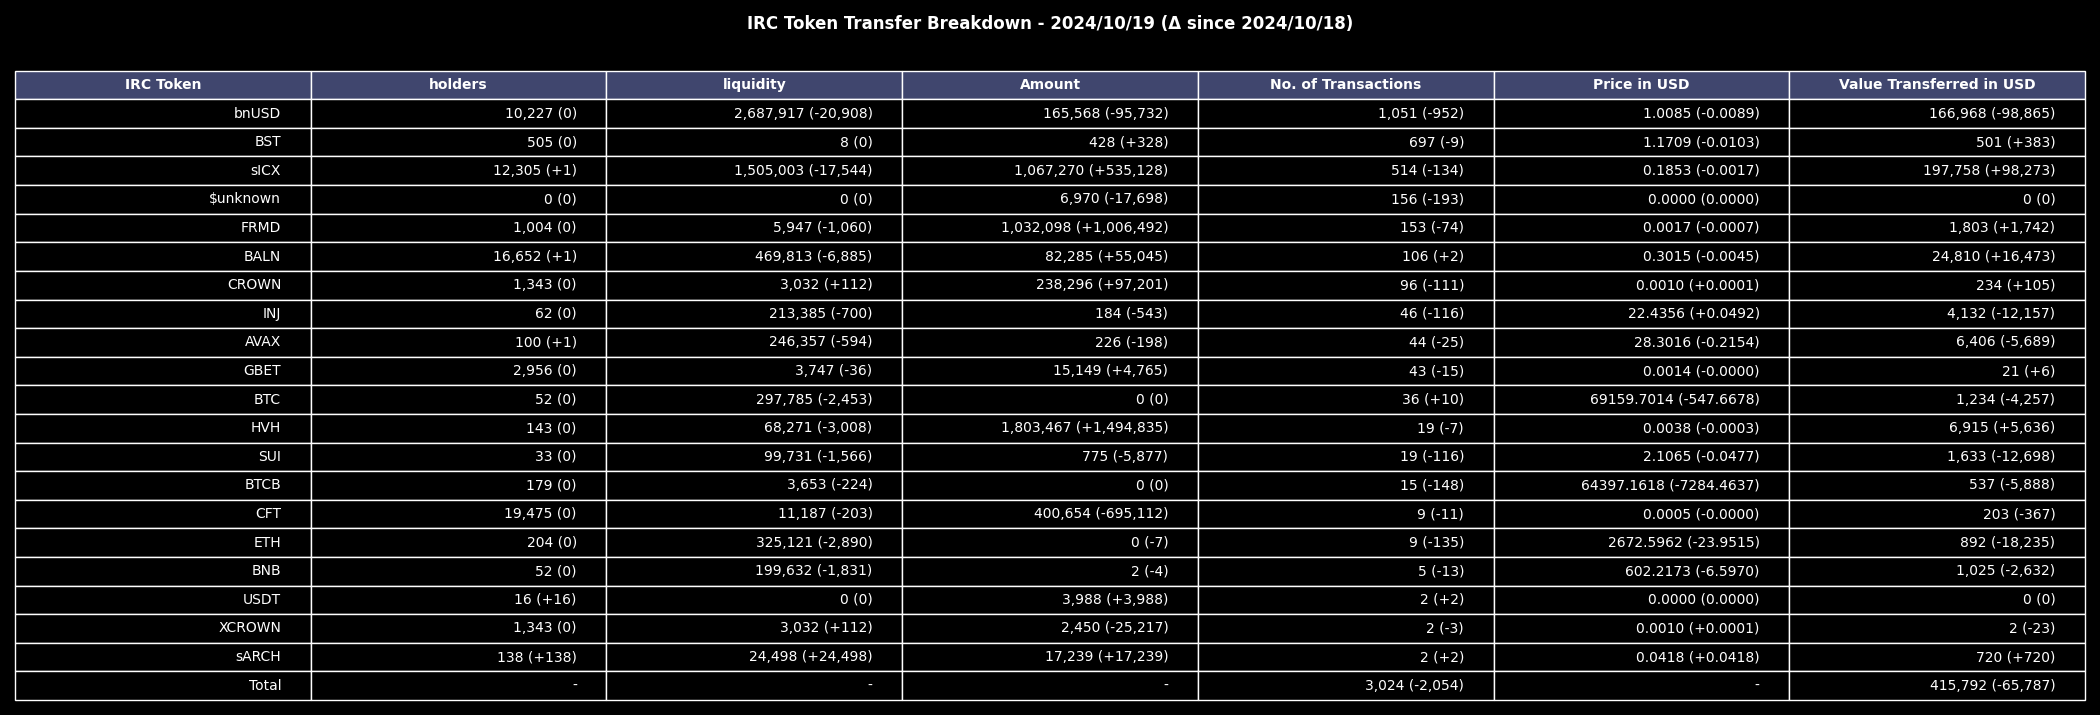 IRC Token Transfer Breakdown - 2024/10/19 (Δ since 2024/10/18)
IRC Token holders liquidity Amount No. of Transactions Price in USD Value Transferred in USD
bnUSD 10,227 (0) 2,687,917 (-20,908) 165,568 (-95,732) 1,051 (-952) 1.0085 (-0.0089) 166,968 (-98,865)
BST 505 (0) 8 (0) 428 (+328) 697 (-9) 1.1709 (-0.0103) 501 (+383)
sICX 12,305 (+1) 1,505,003 (-17,544) 1,067,270 (+535,128) 514 (-134) 0.1853 (-0.0017) 197,758 (+98,273)
$unknown 0 (0) 0 (0) 6,970 (-17,698) 156 (-193) 0.0000 (0.0000) 0 (0)
FRMD 1,004 (0) 5,947 (-1,060) 1,032,098 (+1,006,492) 153 (-74) 0.0017 (-0.0007) 1,803 (+1,742)
BALN 16,652 (+1) 469,813 (-6,885) 82,285 (+55,045) 106 (+2) 0.3015 (-0.0045) 24,810 (+16,473)
CROWN 1,343 (0) 3,032 (+112) 238,296 (+97,201) 96 (-111) 0.0010 (+0.0001) 234 (+105)
INJ 62 (0) 213,385 (-700) 184 (-543) 46 (-116) 22.4356 (+0.0492) 4,132 (-12,157)
AVAX 100 (+1) 246,357 (-594) 226 (-198) 44 (-25) 28.3016 (-0.2154) 6,406 (-5,689)
GBET 2,956 (0) 3,747 (-36) 15,149 (+4,765) 43 (-15) 0.0014 (-0.0000) 21 (+6)
BTC 52 (0) 297,785 (-2,453) 0 (0) 36 (+10) 69159.7014 (-547.6678) 1,234 (-4,257)
HVH 143 (0) 68,271 (-3,008) 1,803,467 (+1,494,835) 19 (-7) 0.0038 (-0.0003) 6,915 (+5,636)
SUI 33 (0) 99,731 (-1,566) 775 (-5,877) 19 (-116) 2.1065 (-0.0477) 1,633 (-12,698)
BTCB 179 (0) 3,653 (-224) 0 (0) 15 (-148) 64397.1618 (-7284.4637) 537 (-5,888)
CFT 19,475 (0) 11,187 (-203) 400,654 (-695,112) 9 (-11) 0.0005 (-0.0000) 203 (-367)
ETH 204 (0) 325,121 (-2,890) 0 (-7) 9 (-135) 2672.5962 (-23.9515) 892 (-18,235)
BNB 52 (0) 199,632 (-1,831) 2 (-4) 5 (-13) 602.2173 (-6.5970) 1,025 (-2,632)
USDT 16 (+16) 0 (0) 3,988 (+3,988) 2 (+2) 0.0000 (0.0000) 0 (0)
XCROWN 1,343 (0) 3,032 (+112) 2,450 (-25,217) 2 (-3) 0.0010 (+0.0001) 2 (-23)
sARCH 138 (+138) 24,498 (+24,498) 17,239 (+17,239) 2 (+2) 0.0418 (+0.0418) 720 (+720)
Total - - - 3,024 (-2,054) - 415,792 (-65,787)